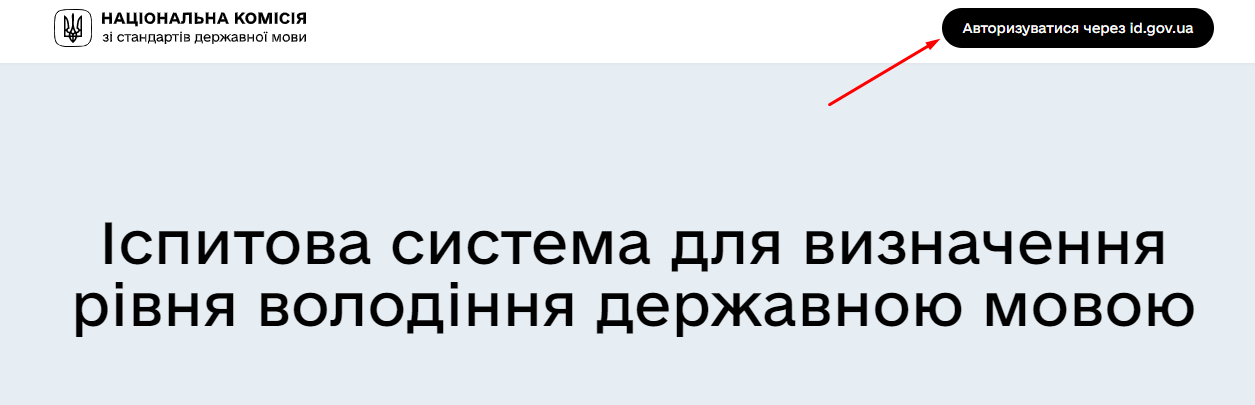 НАЦІОНАЛЬНА КОМІСІЯ
зі стандартів державної мови
Авторизуватися через id.gov.ua
Іспитова система для визначення
рівня володіння державною мовою